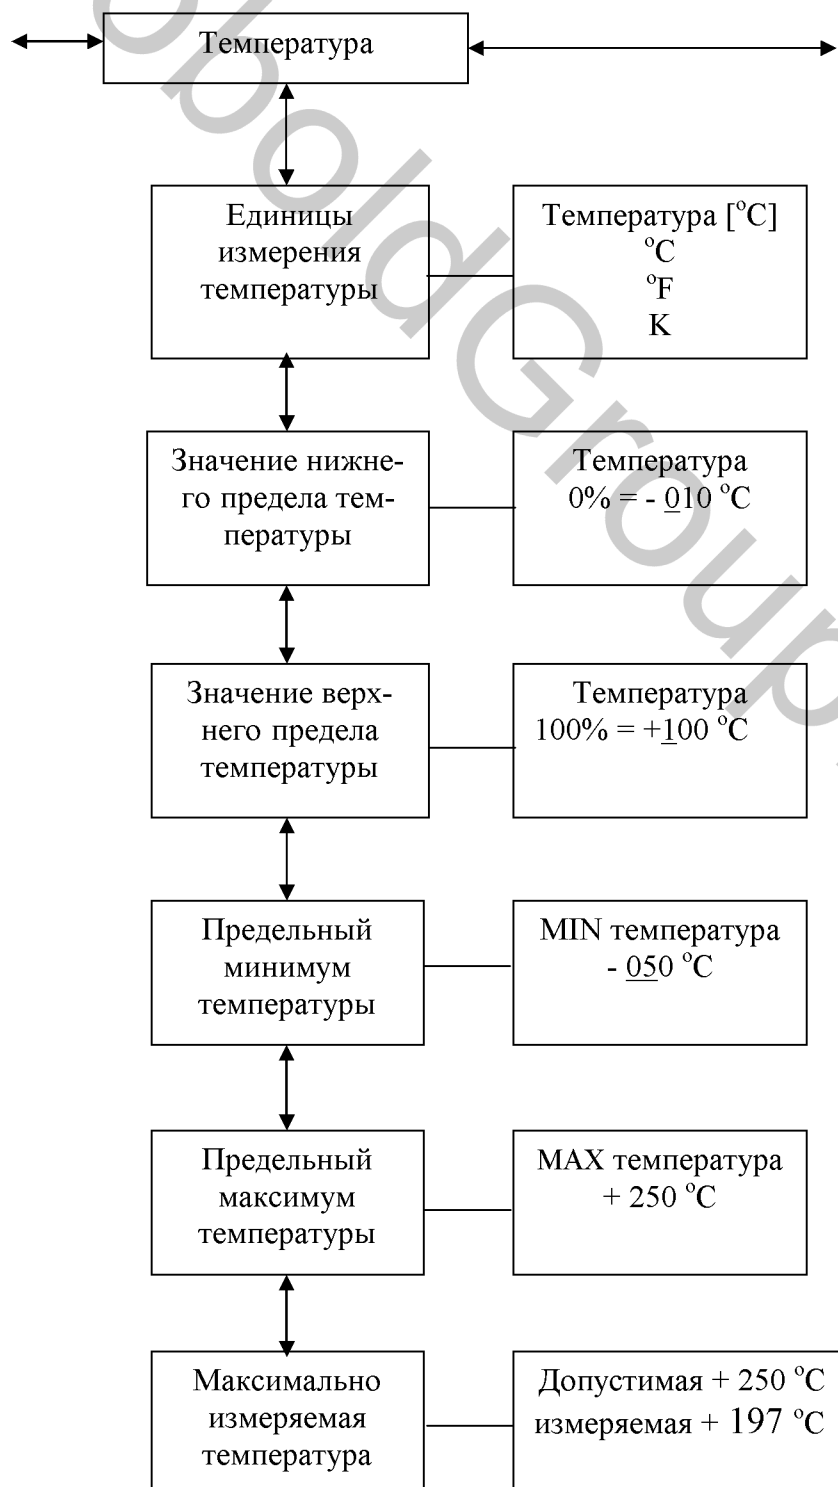 Температура
Единицы
измерения
температуры
Температура [°C]
°C
°F
K
Значение нижне-
го предела тем-
пературы
Температура
0% = - 010 °C
Значение верх-
него предела
температуры
Температура
100% = +100 °C
Предельный
минимум
температуры
MIN температура
- 050 °C
Предельный
максимум
температуры
MAX температура
+ 250 °C
Максимально
измеряемая
температура
Допустимая + 250 °C
измеряемая + 197 °C
oboldGroup